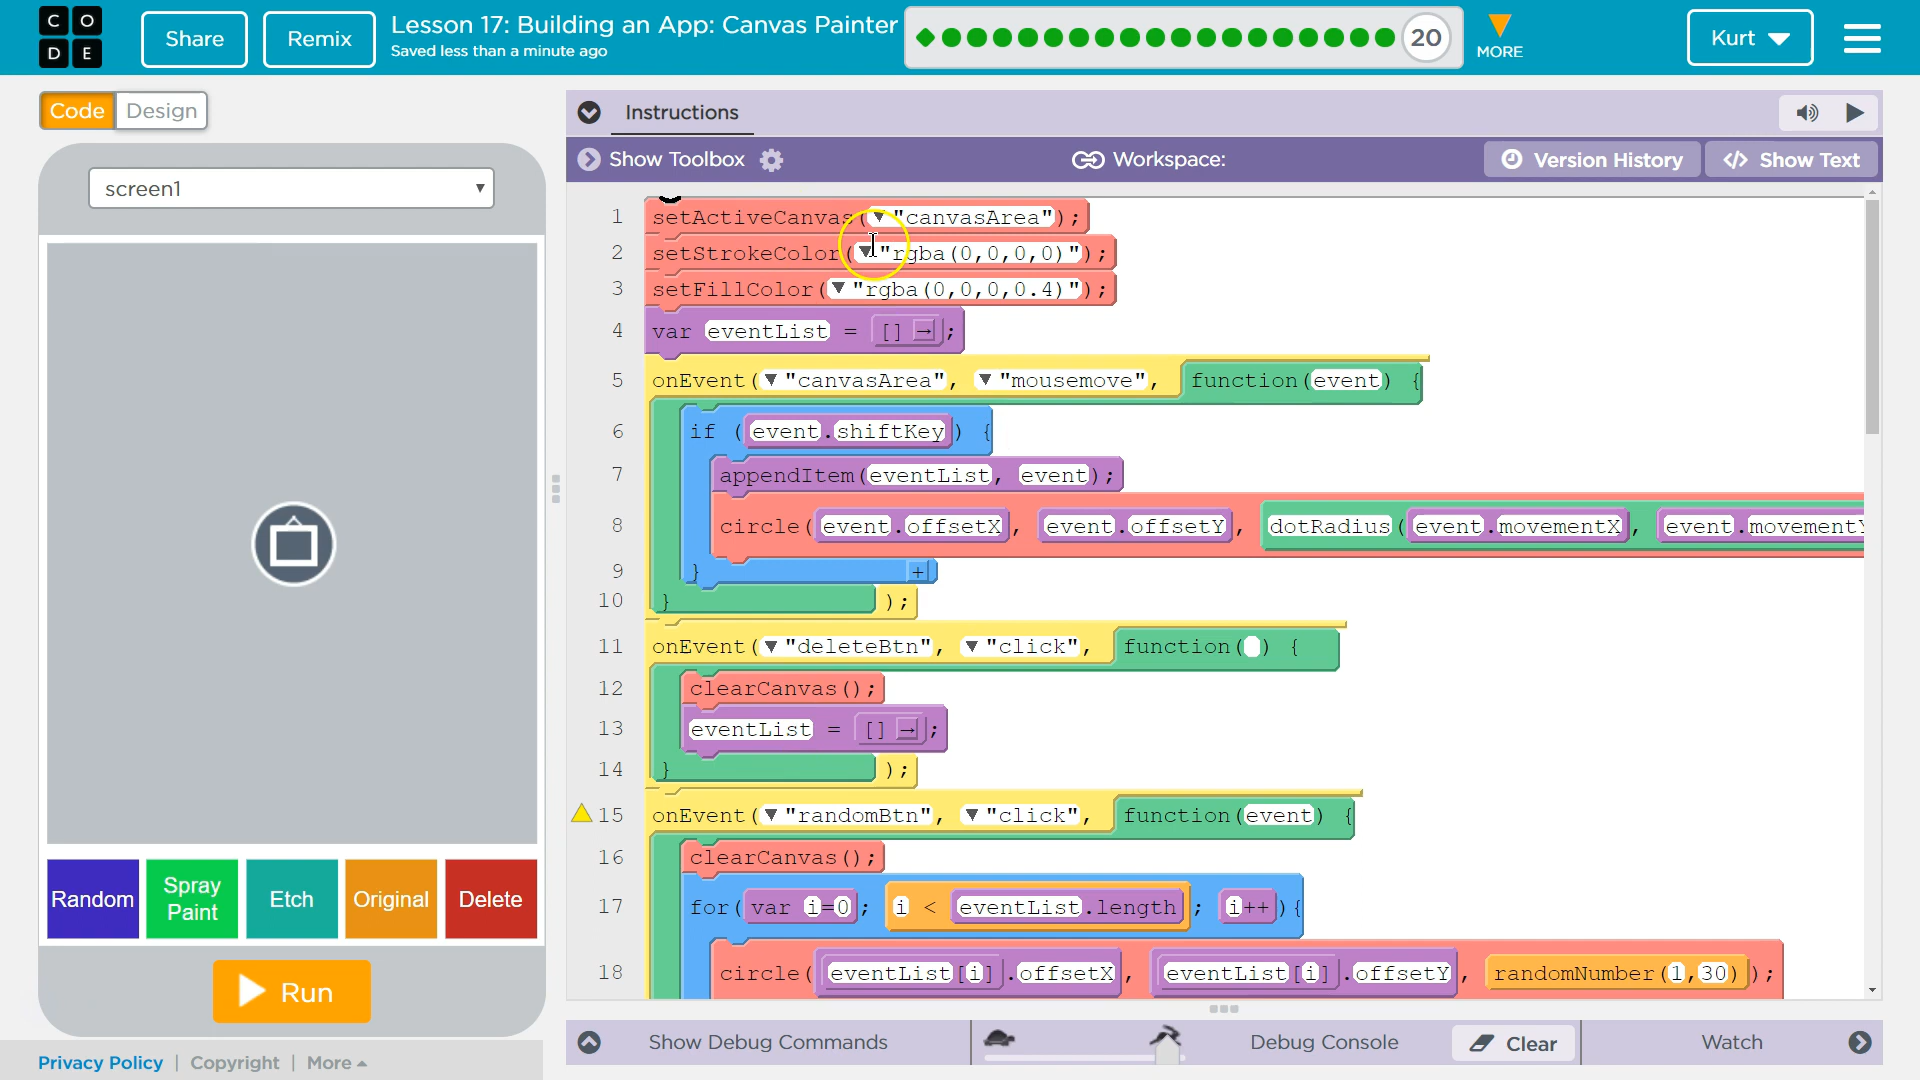 CODE
Share
Remix
Lesson 17: Building an App: Canvas Painter
Saved less than a minute ago
20
MORE
Kurt
Code
Design
Instructions
Show Toolbox
Workspace:
Version History
</> Show Text
screen1
1 setActiveCanvas("canvasArea");
2 setStrokeColor("rgba(0,0,0,0)");
3 setFillColor("rgba(0,0,0,0.4)");
4 var eventList = [];
5 onEvent("canvasArea", "mousemove", function(event) {
6 if (event.shiftKey) {
7 appendItem(eventList, event);
8 circle(event.offsetX, event.offsetY, dotRadius(event.movementX, event.movementY
9 } +
10 } );
11 onEvent("deleteBtn", "click", function( ) {
12 clearCanvas();
13 eventList = [];
14 } );
15 onEvent("randomBtn", "click", function(event) {
16 clearCanvas();
17 for(var i=0; i < eventList.length; i++){
18 circle(eventList[i].offsetX, eventList[i].offsetY, randomNumber(1,30));
Random
Spray
Paint
Etch
Original
Delete
Run
Show Debug Commands
Debug Console
Clear
Watch
Privacy Policy | Copyright | More